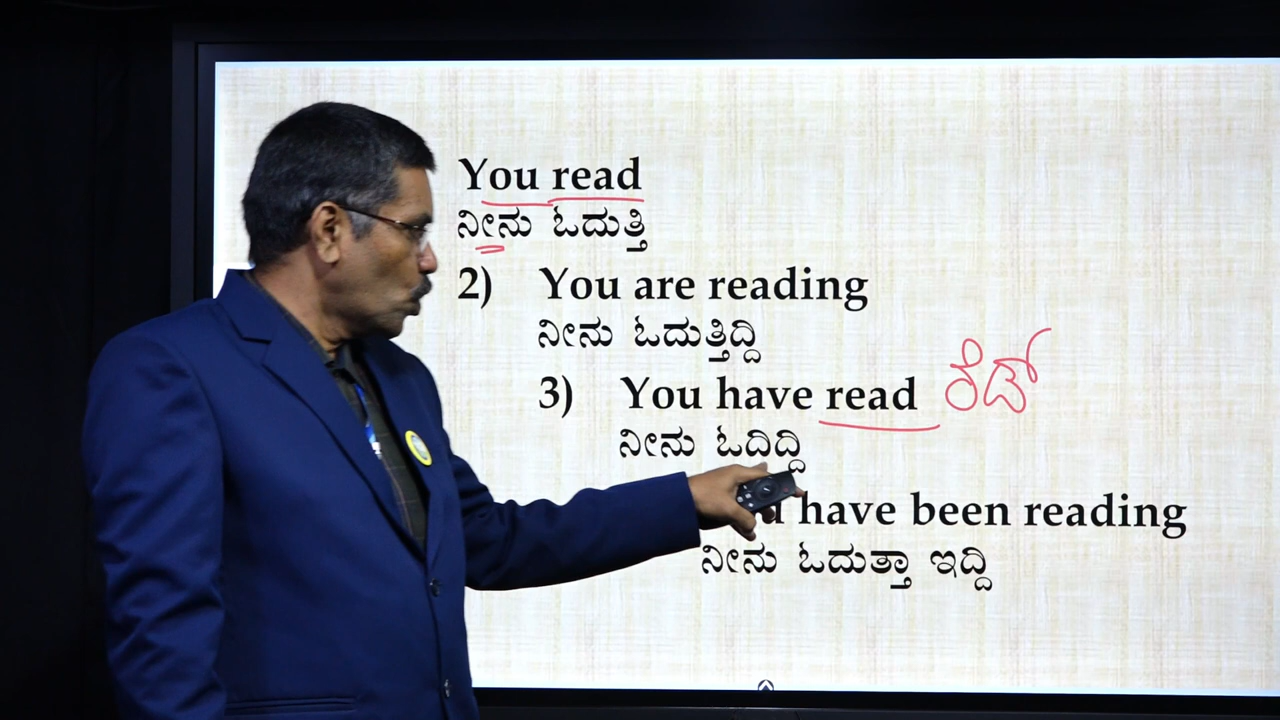 You read
ನೀನು ಓದುತ್ತಿ
2) You are reading
ನೀನು ಓದುತ್ತಿದ್ದಿ
3) You have read ರೆಡ್
ನೀನು ಓದಿದ್ದಿ
have been reading
ನೀನು ಓದುತ್ತಾ ಇದ್ದಿ